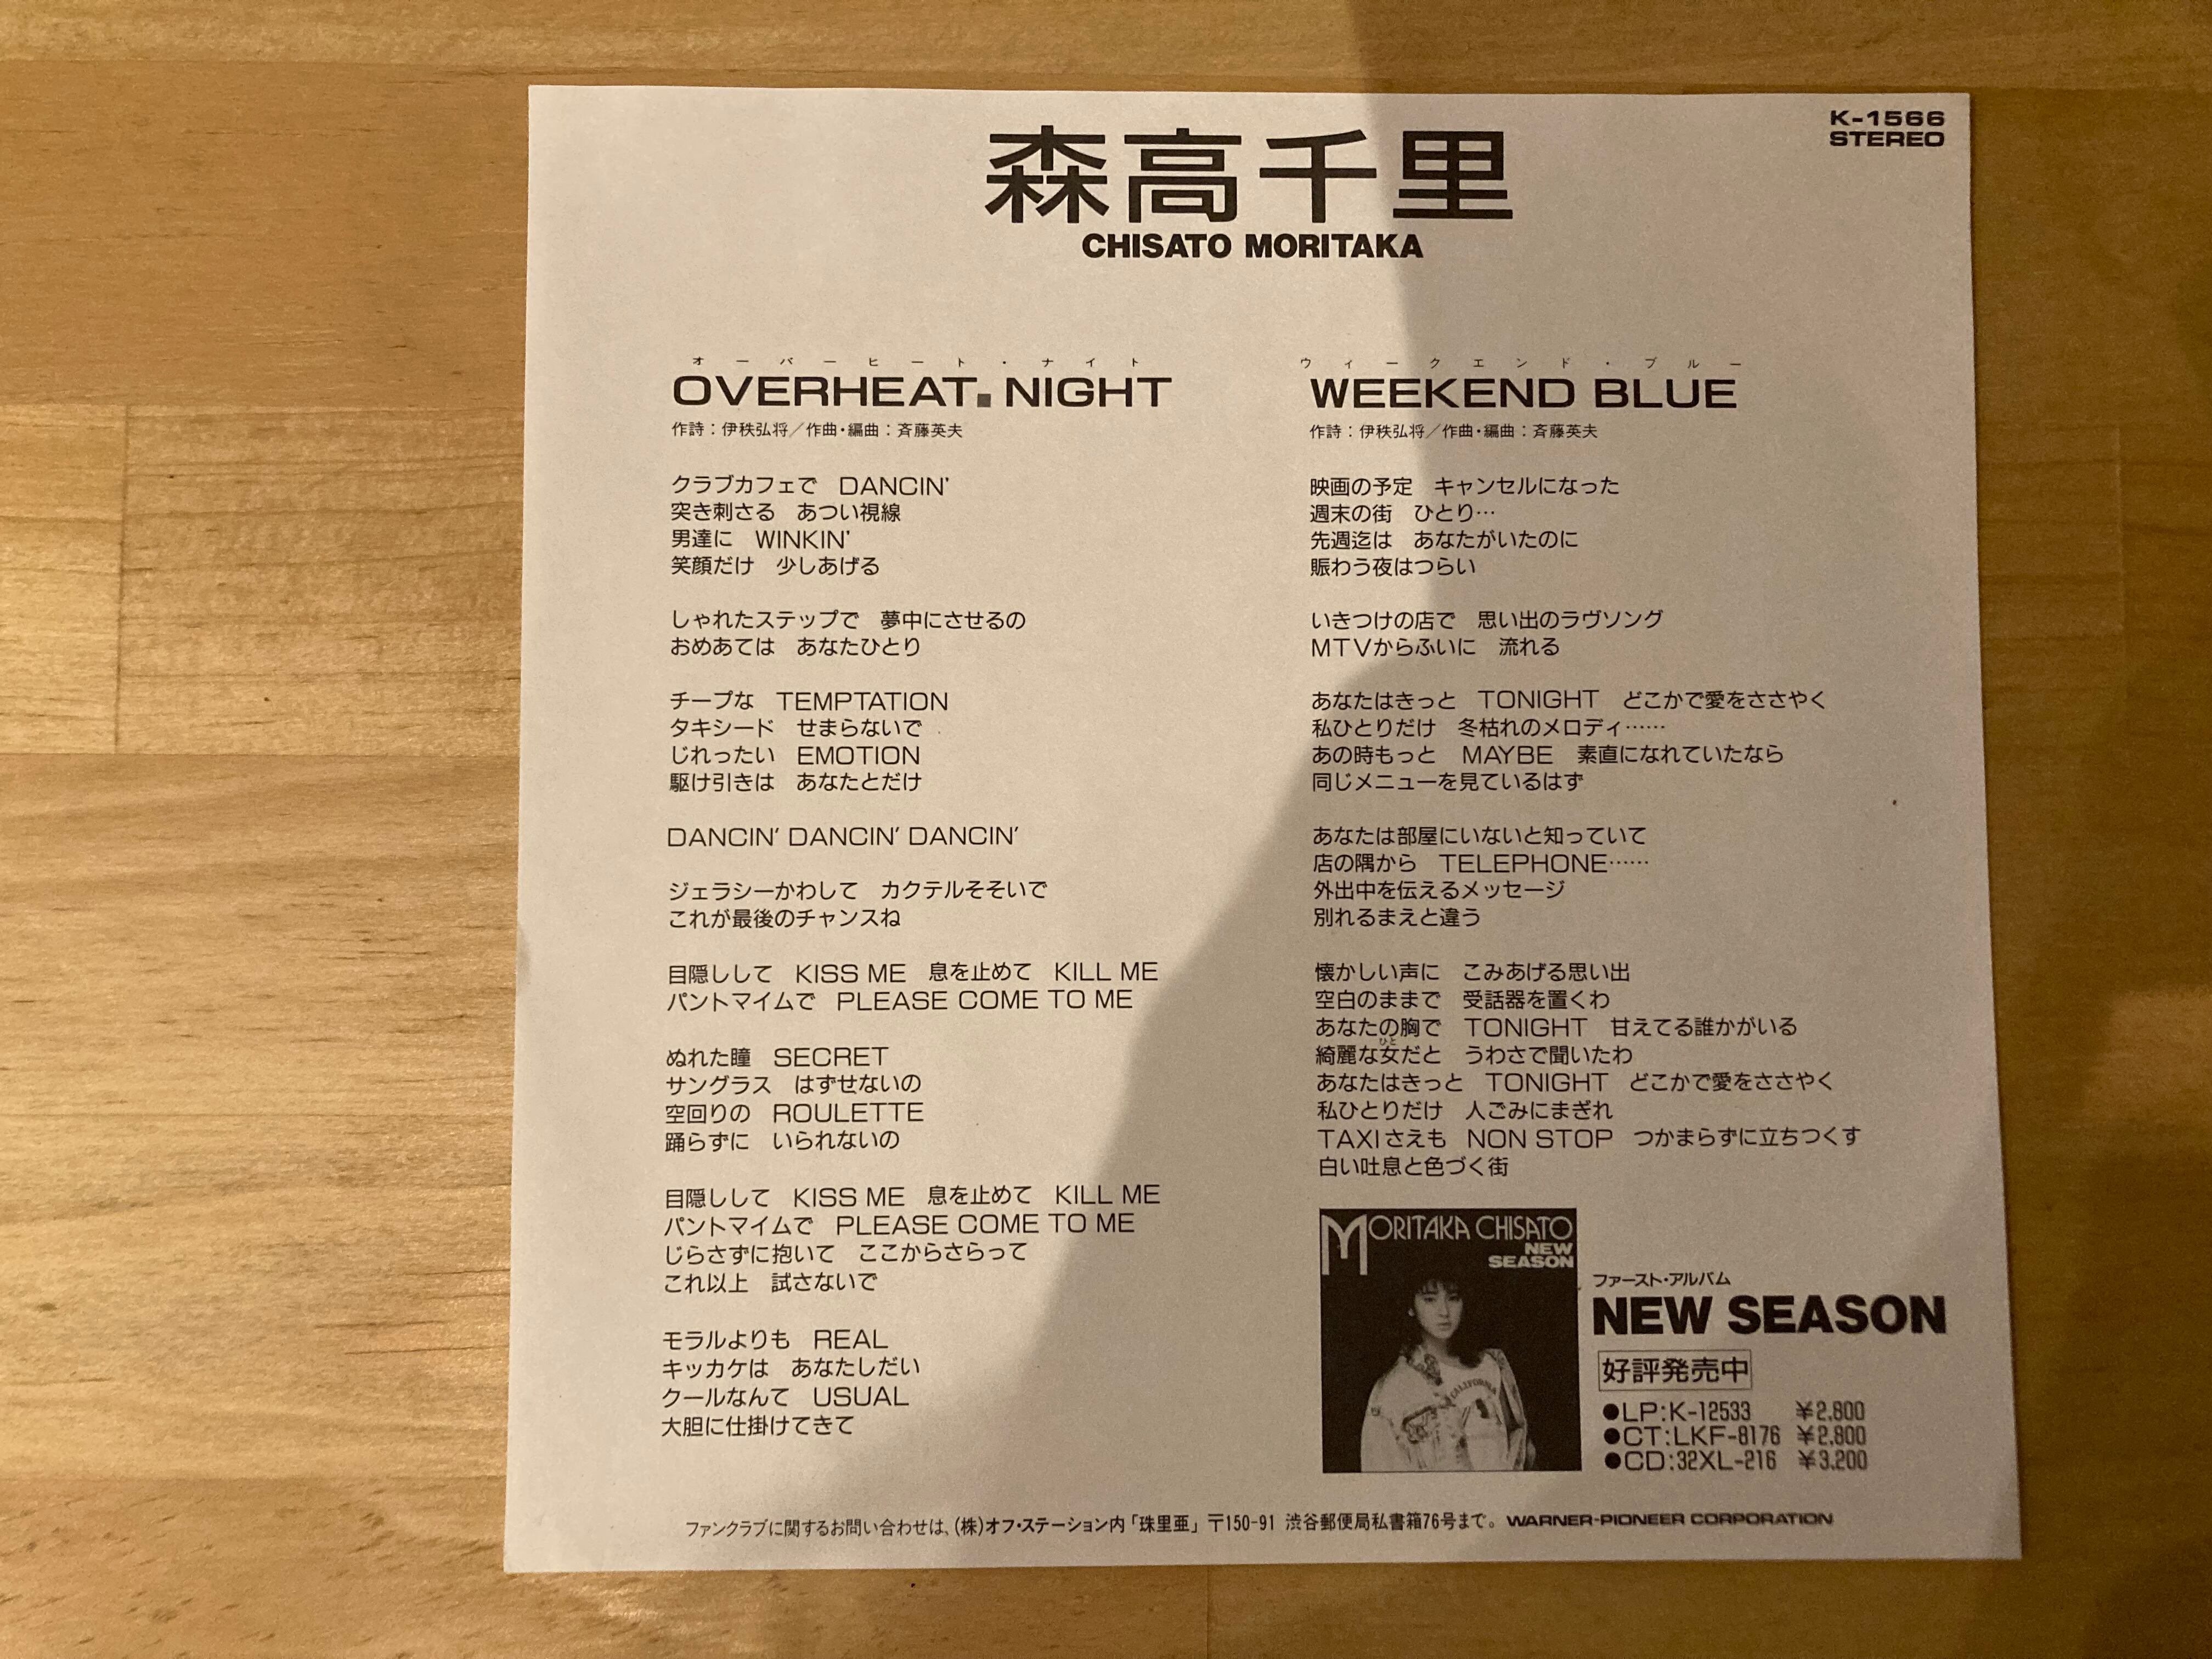 K-1566
STEREO
森高千里
CHISATO MORITAKA
オーバーヒート・ナイト
OVERHEAT.NIGHT
作詩：伊秩弘将／作曲・編曲：斉藤英夫
クラブカフェで　DANCIN'
突き刺さる　あつい視線
男達に　WINKIN'
笑顔だけ　少しあげる
しゃれたステップで　夢中にさせるの
おめあては　あなたひとり
チープな　TEMPTATION
タキシード　せまらないで
じれったい　EMOTION
駆け引きは　あなたとだけ
DANCIN' DANCIN' DANCIN'
ジェラシーかわして　カクテルそそいで
これが最後のチャンスね
目隠しして　KISS ME　息を止めて　KILL ME
パントマイムで　PLEASE COME TO ME
ぬれた瞳　SECRET
サングラス　はずせないの
空回りの　ROULETTE
踊らずに　いられないの
目隠しして　KISS ME　息を止めて　KILL ME
パントマイムで　PLEASE COME TO ME
じらさずに抱いて　ここからさらって
これ以上　試さないで
モラルよりも　REAL
キッカケは　あなたしだい
クールなんて　USUAL
大胆に仕掛けてきて
ウィークエンド・ブルー
WEEKEND BLUE
作詩：伊秩弘将／作曲・編曲：斉藤英夫
映画の予定　キャンセルになった
週末の街　ひとり…
先週迄は　あなたがいたのに
賑わう夜はつらい
いきつけの店で　思い出のラヴソング
MTVからふいに　流れる
あなたはきっと　TONIGHT　どこかで愛をささやく
私ひとりだけ　冬枯れのメロディ……
あの時もっと　MAYBE　素直になれていたなら
同じメニューを見ているはず
あなたは部屋にいないと知っていて
店の隅から　TELEPHONE……
外出中を伝えるメッセージ
別れるまえと違う
懐かしい声に　こみあげる思い出
空白のままで　受話器を置くわ
あなたの胸で　TONIGHT　甘えてる誰かがいる
ひと
綺麗な女だと　うわさで聞いたわ
あなたはきっと　TONIGHT　どこかで愛をささやく
私ひとりだけ　人ごみにまぎれ
TAXIさえも　NON STOP　つかまらずに立ちつくす
白い吐息と色づく街
MORITAKA CHISATO
NEW
SEASON
CALIFORNIA
ファースト・アルバム
NEW SEASON
好評発売中
●LP:K-12533　¥2,800
●CT:LKF-8176　¥2,800
●CD:32XL-216　¥3,200
ファンクラブに関するお問い合わせは、(株)オフ・ステーション内「珠里亜」〒150-91 渋谷郵便局私書箱76号まで。 WARNER-PIONEER CORPORATION